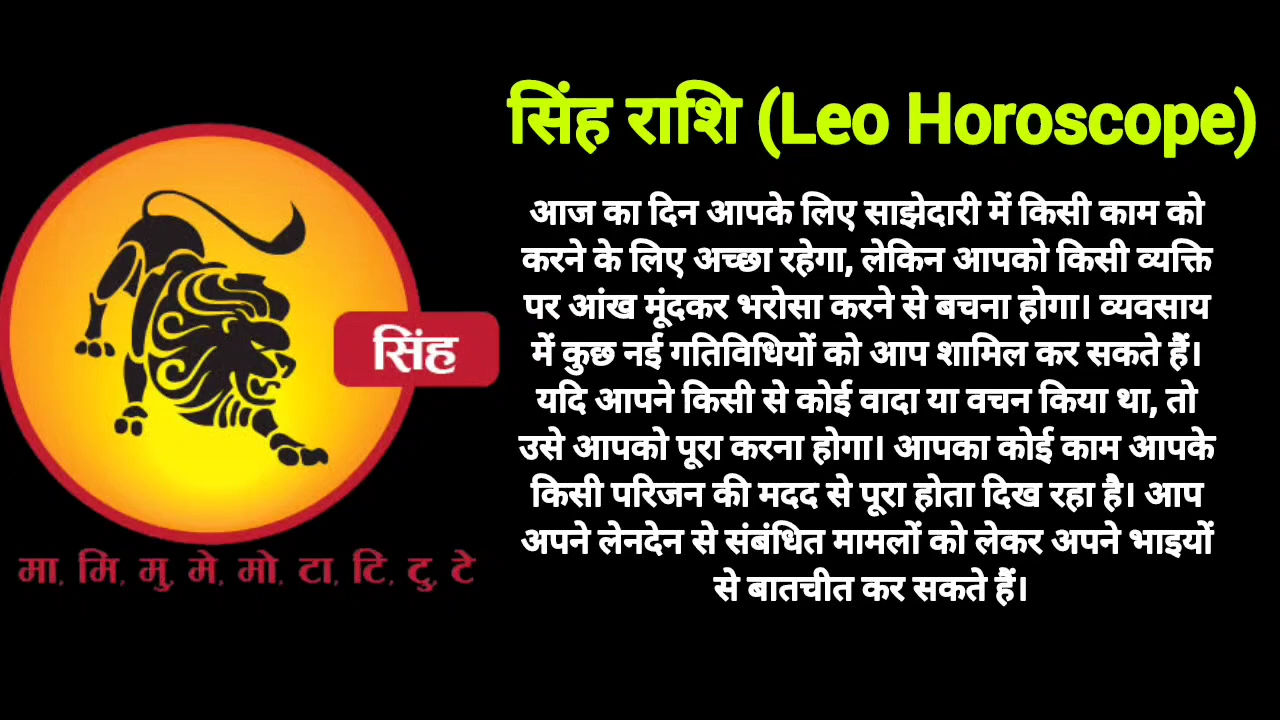 सिंह राशि (Leo Horoscope)
आज का दिन आपके लिए साझेदारी में किसी काम को
करने के लिए अच्छा रहेगा, लेकिन आपको किसी व्यक्ति
पर आंख मूंदकर भरोसा करने से बचना होगा। व्यवसाय
में कुछ नई गतिविधियों को आप शामिल कर सकते हैं।
यदि आपने किसी से कोई वादा या वचन किया था, तो
उसे आपको पूरा करना होगा। आपका कोई काम आपके
किसी परिजन की मदद से पूरा होता दिख रहा है। आप
अपने लेनदेन से संबंधित मामलों को लेकर अपने भाइयों
से बातचीत कर सकते हैं।
सिंह
मा, मि, मु, मे, मो, टा, टि, टु, टे